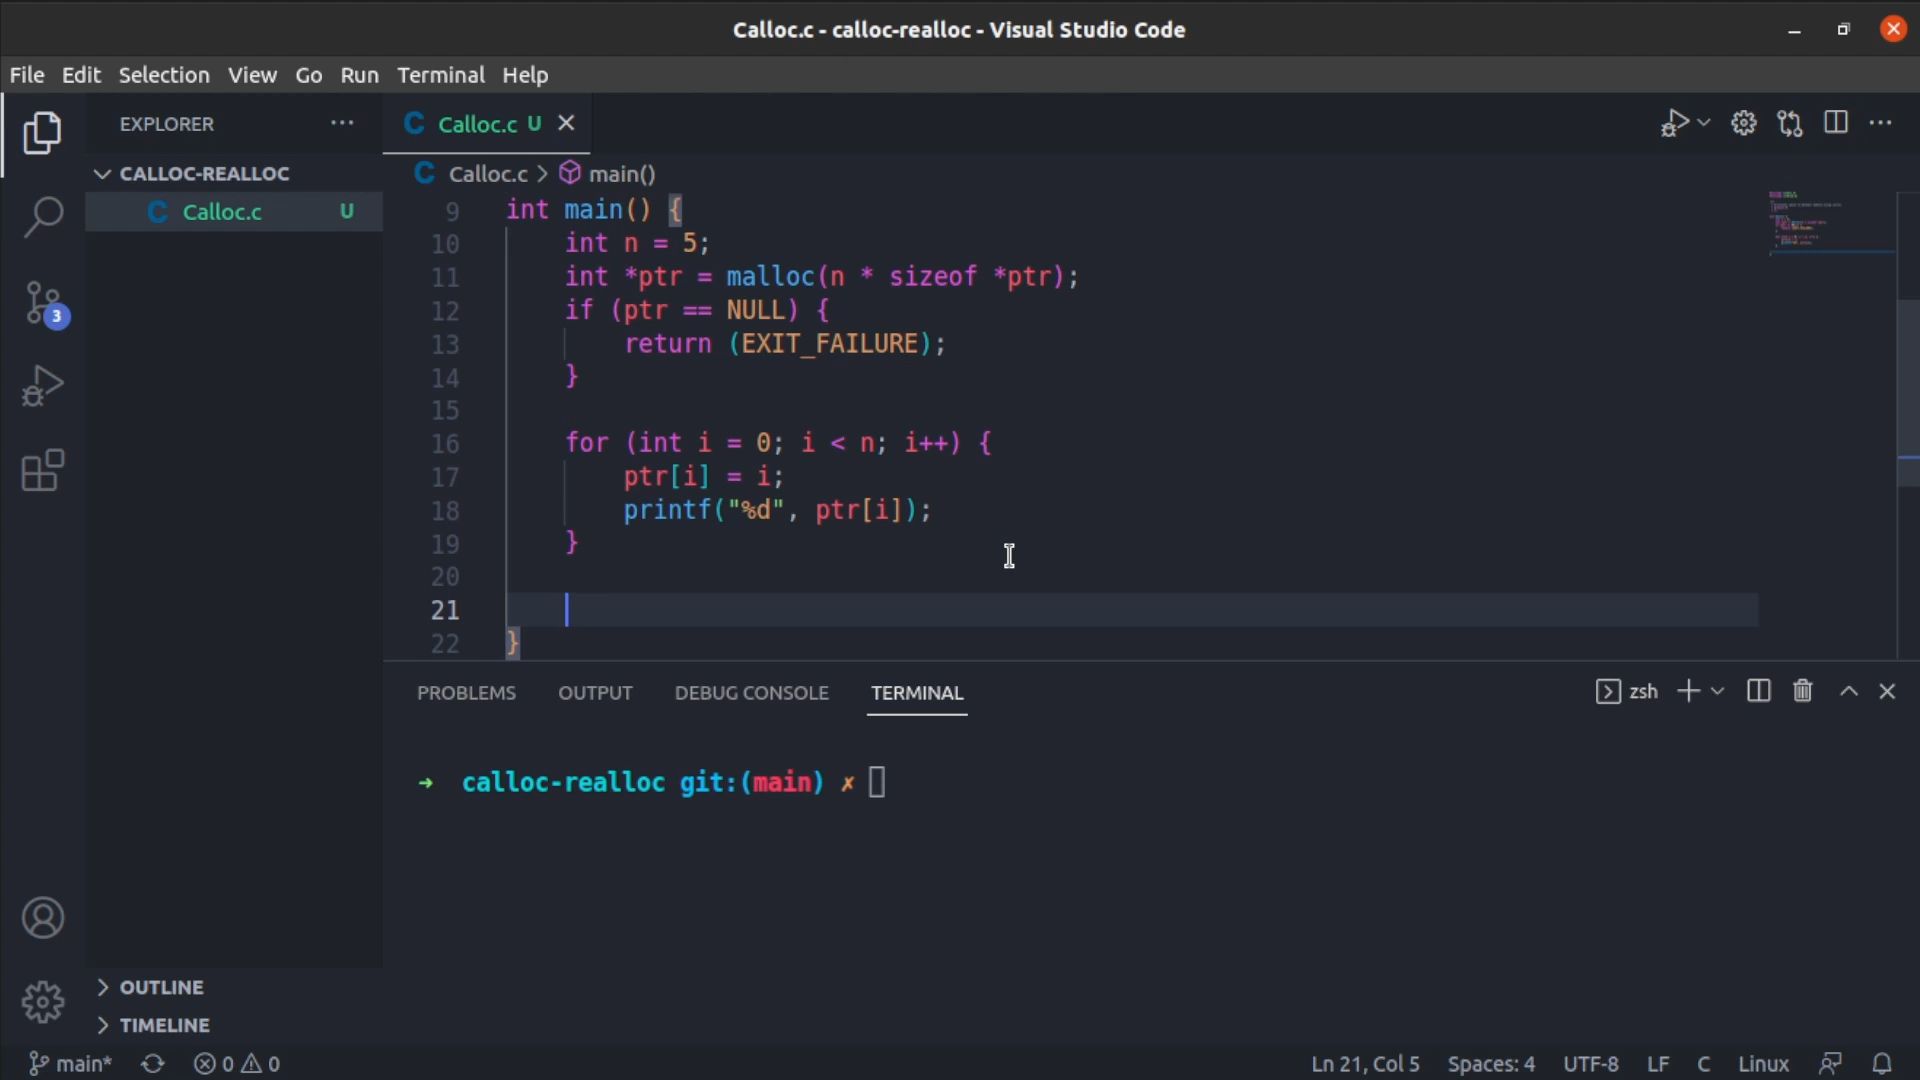 Calloc.c - calloc-realloc - Visual Studio Code
File Edit Selection View Go Run Terminal Help
EXPLORER
CALLOC-REALLOC
C Calloc.c U
3
C Calloc.c U
C Calloc.c > main()
9 int main() {
10 int n = 5;
11 int *ptr = malloc(n * sizeof *ptr);
12 if (ptr == NULL) {
13 return (EXIT_FAILURE);
14 }
15
16 for (int i = 0; i < n; i++) {
17 ptr[i] = i;
18 printf("%d", ptr[i]);
19 }
20
21
22 }
PROBLEMS OUTPUT DEBUG CONSOLE TERMINAL
zsh
➜ calloc-realloc git:(main) ✗
OUTLINE
TIMELINE
main* 0 0 Ln 21, Col 5 Spaces: 4 UTF-8 LF C Linux